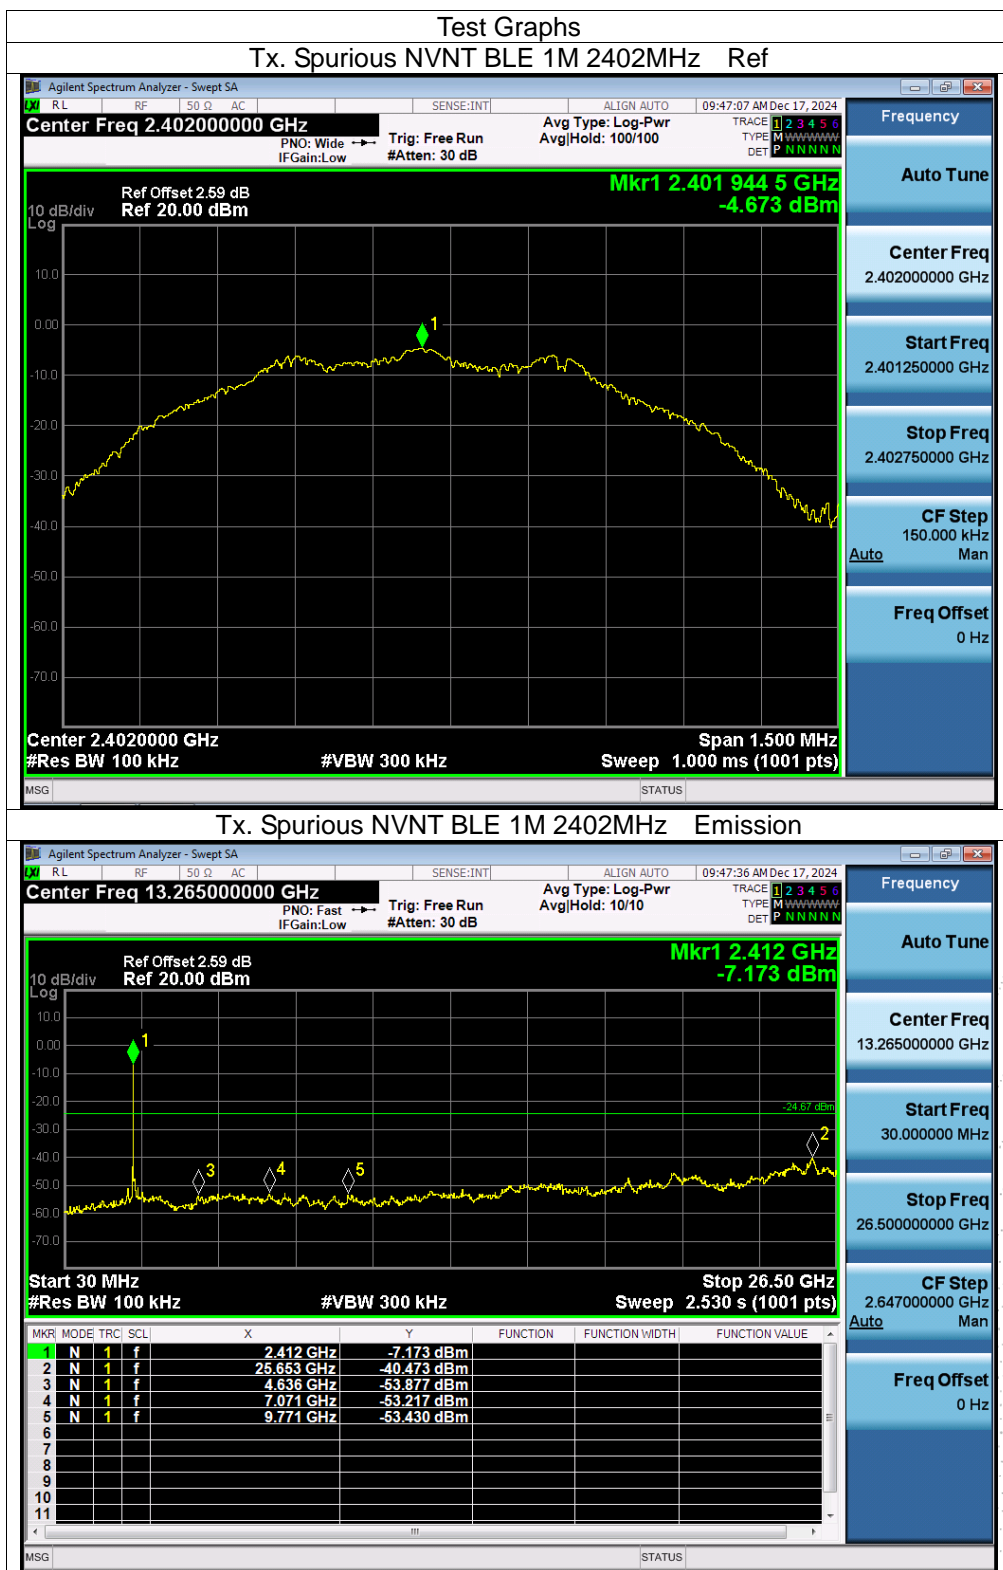 Test Graphs
Tx. Spurious NVNT BLE 1M 2402MHz Ref
Agilent Spectrum Analyzer - Swept SA
LXI RL RF 50 Ω AC SENSE:INT ALIGN AUTO 09:47:07 AM Dec 17, 2024
Center Freq 2.402000000 GHz
PNO: Wide
IFGain:Low
Trig: Free Run
#Atten: 30 dB
Avg Type: Log-Pwr
Avg|Hold: 100/100
TRACE 1 2 3 4 5 6
TYPE M WWWWW
DET P N N N N N
Frequency
Auto Tune
Center Freq
2.402000000 GHz
Start Freq
2.401250000 GHz
Stop Freq
2.402750000 GHz
CF Step
150.000 kHz
Auto Man
Freq Offset
0 Hz
Mkr1 2.401 944 5 GHz
-4.673 dBm
Ref Offset 2.59 dB
10 dB/div Ref 20.00 dBm
Log
10.0
0.00
1
-10.0
-20.0
-30.0
-40.0
-50.0
-60.0
-70.0
Center 2.4020000 GHz Span 1.500 MHz
#Res BW 100 kHz #VBW 300 kHz Sweep 1.000 ms (1001 pts)
MSG STATUS
Tx. Spurious NVNT BLE 1M 2402MHz Emission
Agilent Spectrum Analyzer - Swept SA
LXI RL RF 50 Ω AC SENSE:INT ALIGN AUTO 09:47:36 AM Dec 17, 2024
Center Freq 13.265000000 GHz
PNO: Fast
IFGain:Low
Trig: Free Run
#Atten: 30 dB
Avg Type: Log-Pwr
Avg|Hold: 10/10
TRACE 1 2 3 4 5 6
TYPE M WWWWW
DET P N N N N N
Frequency
Auto Tune
Center Freq
13.265000000 GHz
Start Freq
30.000000 MHz
Stop Freq
26.500000000 GHz
CF Step
2.647000000 GHz
Auto Man
Freq Offset
0 Hz
Mkr1 2.412 GHz
-7.173 dBm
Ref Offset 2.59 dB
10 dB/div Ref 20.00 dBm
Log
10.0
0.00
1
-10.0
-20.0
-24.67 dBm
-30.0
2
-40.0
3 4 5
-50.0
-60.0
-70.0
Start 30 MHz Stop 26.50 GHz
#Res BW 100 kHz #VBW 300 kHz Sweep 2.530 s (1001 pts)
MKR MODE TRC SCL X Y FUNCTION FUNCTION WIDTH FUNCTION VALUE
1 N 1 f 2.412 GHz -7.173 dBm
2 N 1 f 25.653 GHz -40.473 dBm
3 N 1 f 4.636 GHz -53.877 dBm
4 N 1 f 7.071 GHz -53.217 dBm
5 N 1 f 9.771 GHz -53.430 dBm
6
7
8
9
10
11
MSG STATUS